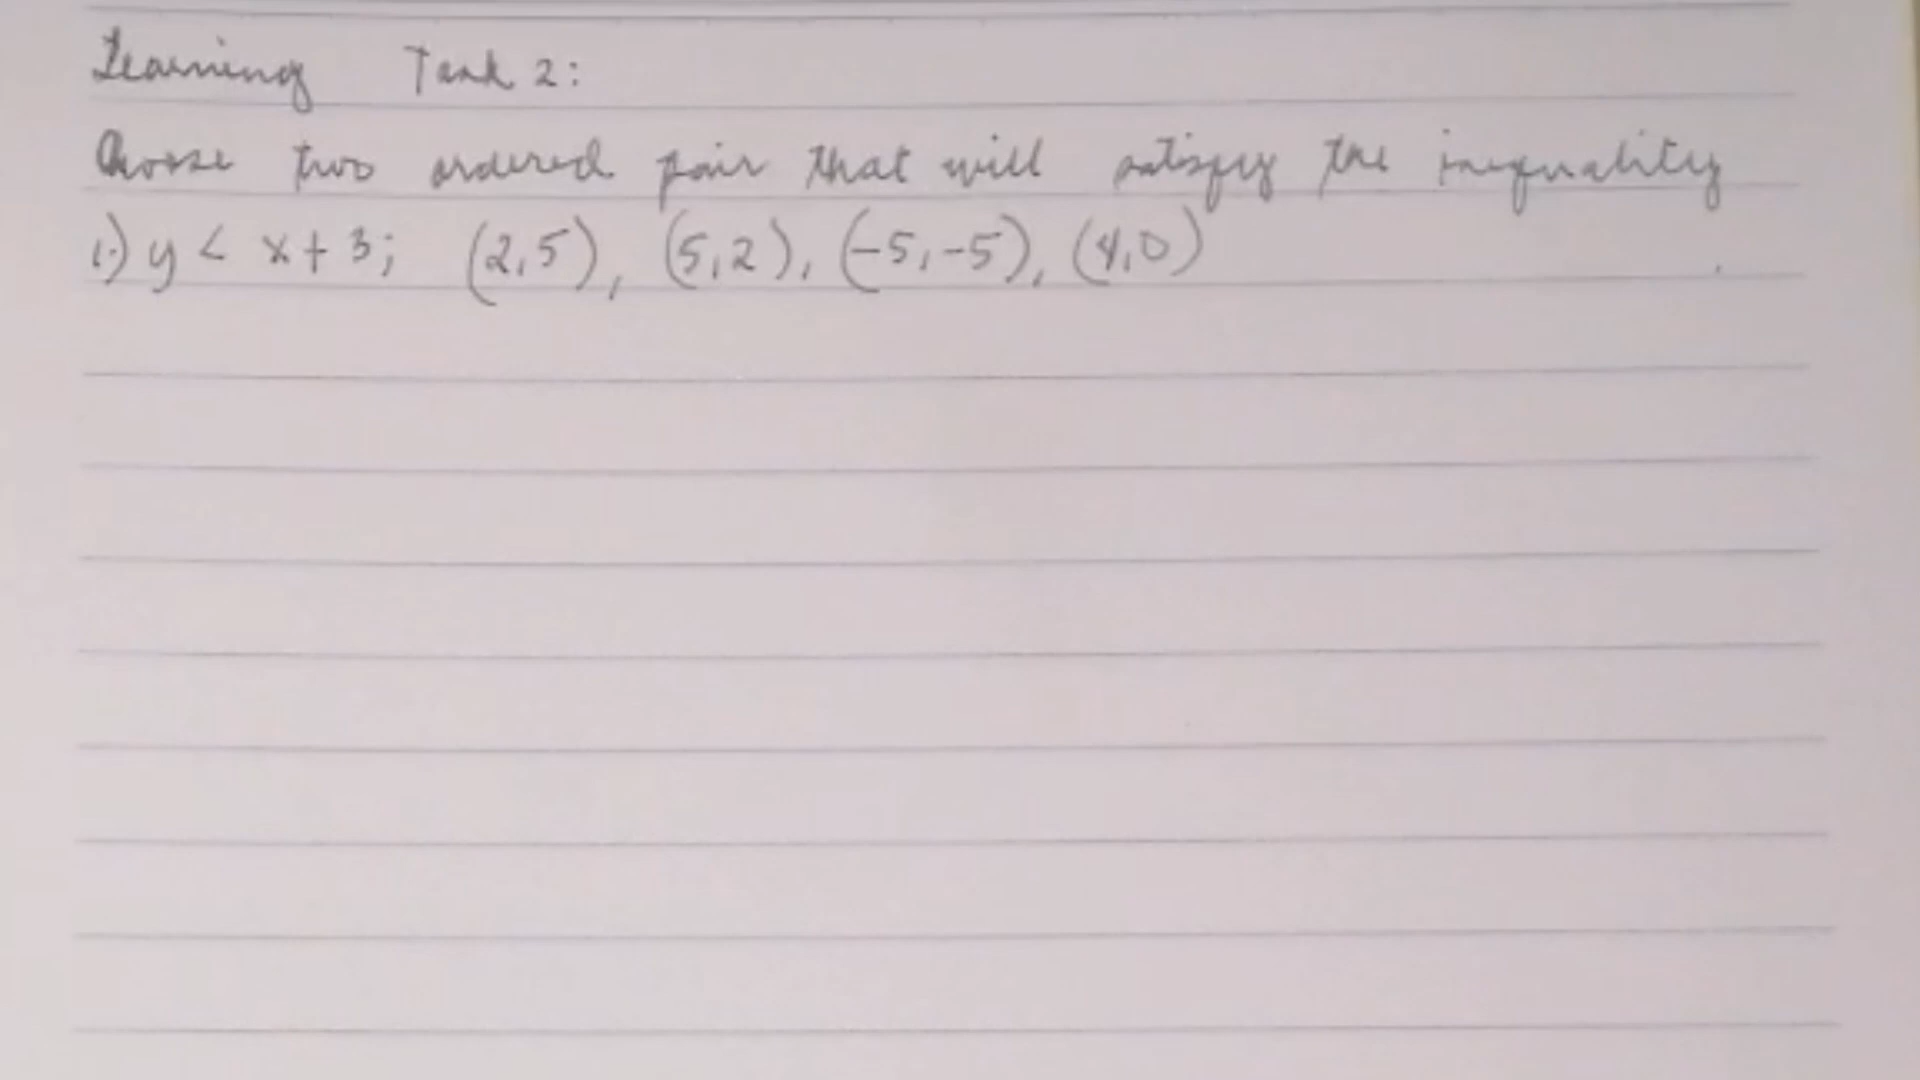 Learning Task 2:
Choose two ordered pair that will satisfy the inequality
1.) y < x + 3; (2,5), (5,2), (-5,-5), (4,0)